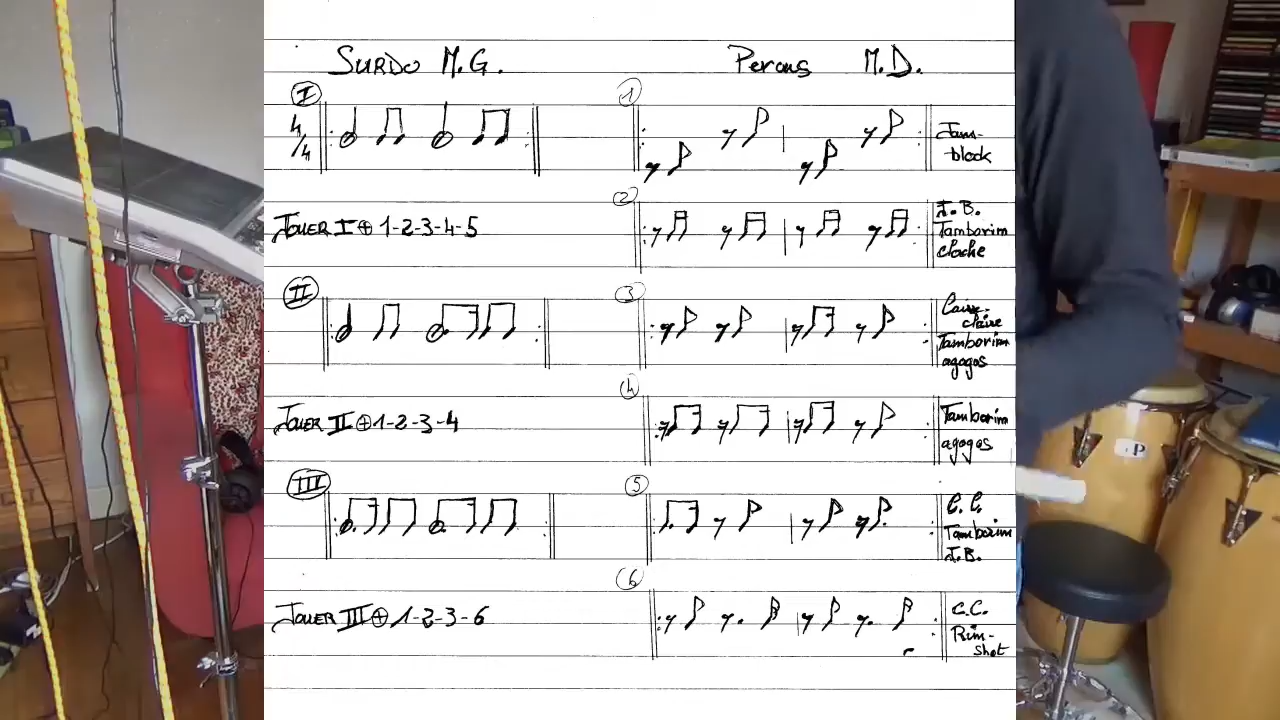 SURDO M.G.
Percus M.D.
I
4/4
1
Jam-
block
JOUER I ⊕ 1-2-3-4-5
2
J.B.
Tamborim
cloche
II
3
Caisse-
claire
Tamborim
agogos
JOUER II ⊕ 1-2-3-4
4
Tamborim
agogos
III
5
C.C.
Tamborim
J.B.
JOUER III ⊕ 1-2-3-6
6
C.C.
Rim-
shot
LP